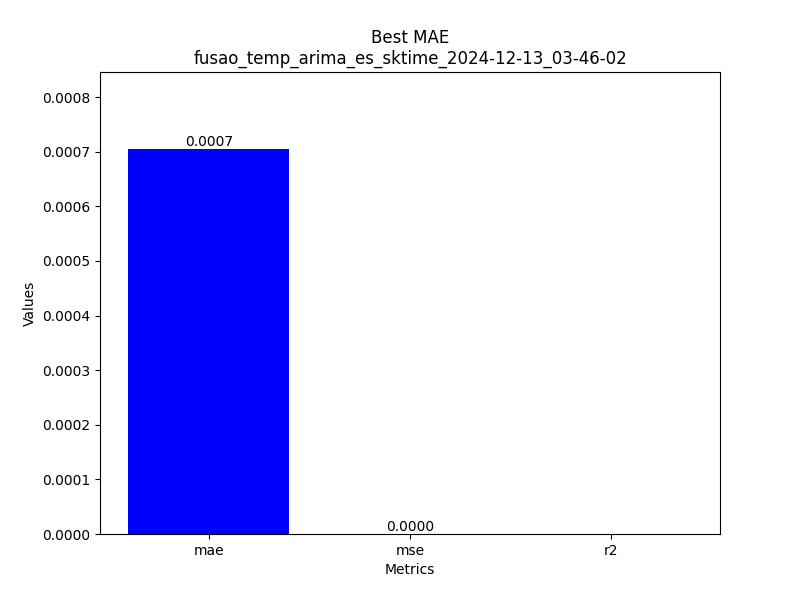 Best MAE
fusao_temp_arima_es_sktime_2024-12-13_03-46-02
0.0008
0.0007
0.0006
0.0005
0.0004
0.0003
0.0002
0.0001
0.0000
Values
0.0007
0.0000
mae mse r2
Metrics